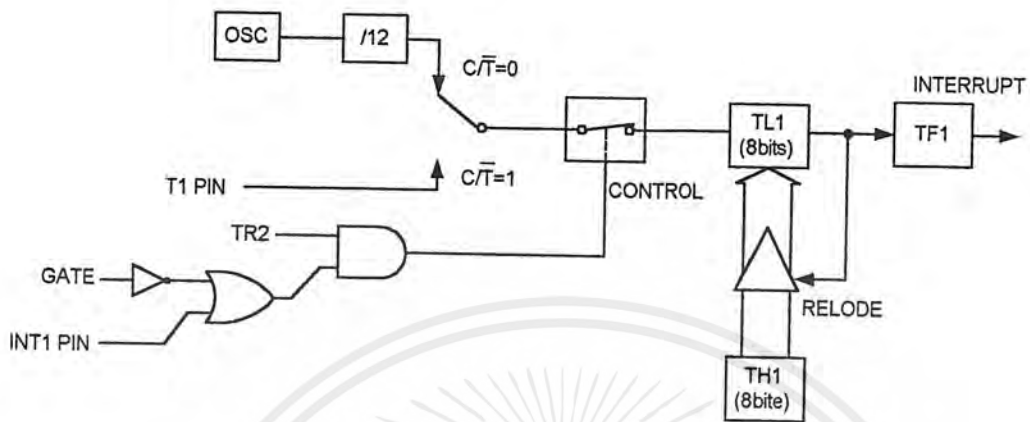 OSC
/12
C/T̅=0
INTERRUPT
TL1
(8bits)
TF1
T1 PIN
C/T̅=1
CONTROL
TR2
GATE
RELODE
INT1 PIN
TH1
(8bite)